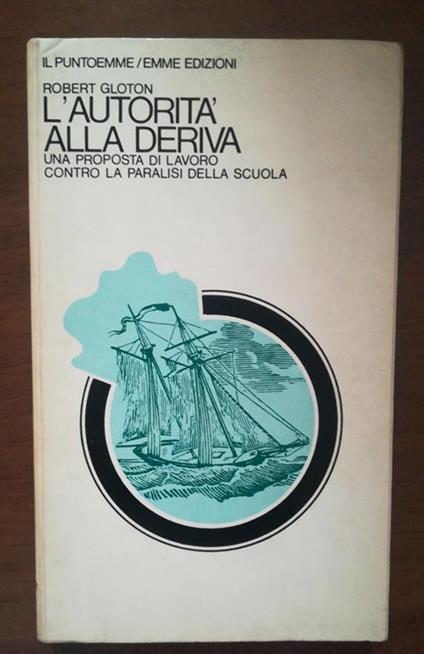 IL PUNTOEMME/EMME EDIZIONI
ROBERT GLOTON
L'AUTORITA'
ALLA DERIVA
UNA PROPOSTA DI LAVORO
CONTRO LA PARALISI DELLA SCUOLA